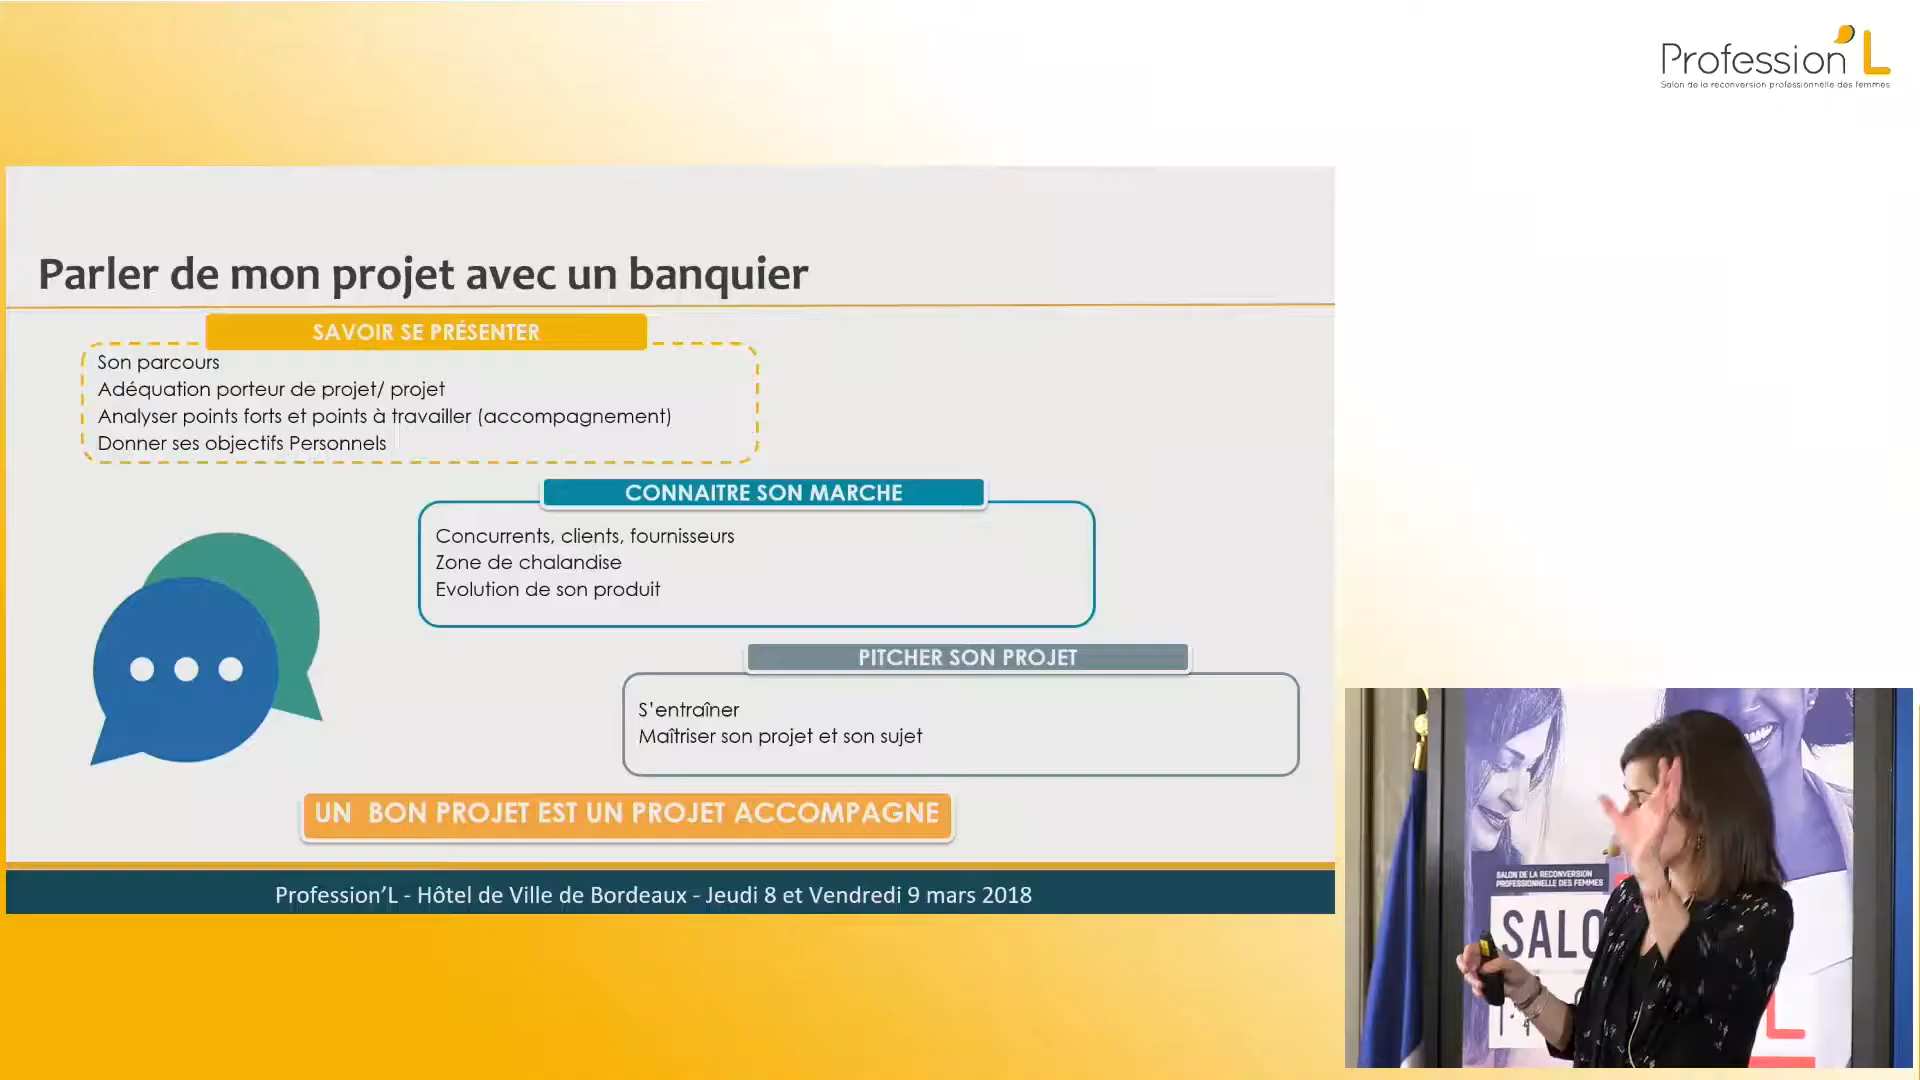 Profession'L
Salon de la reconversion professionnelle des femmes
Parler de mon projet avec un banquier
SAVOIR SE PRÉSENTER
Son parcours
Adéquation porteur de projet/ projet
Analyser points forts et points à travailler (accompagnement)
Donner ses objectifs Personnels
CONNAITRE SON MARCHE
Concurrents, clients, fournisseurs
Zone de chalandise
Evolution de son produit
PITCHER SON PROJET
S'entraîner
Maîtriser son projet et son sujet
UN BON PROJET EST UN PROJET ACCOMPAGNE
Profession'L - Hôtel de Ville de Bordeaux - Jeudi 8 et Vendredi 9 mars 2018
SALON DE LA RECONVERSION
PROFESSIONNELLE DES FEMMES
SALO
L